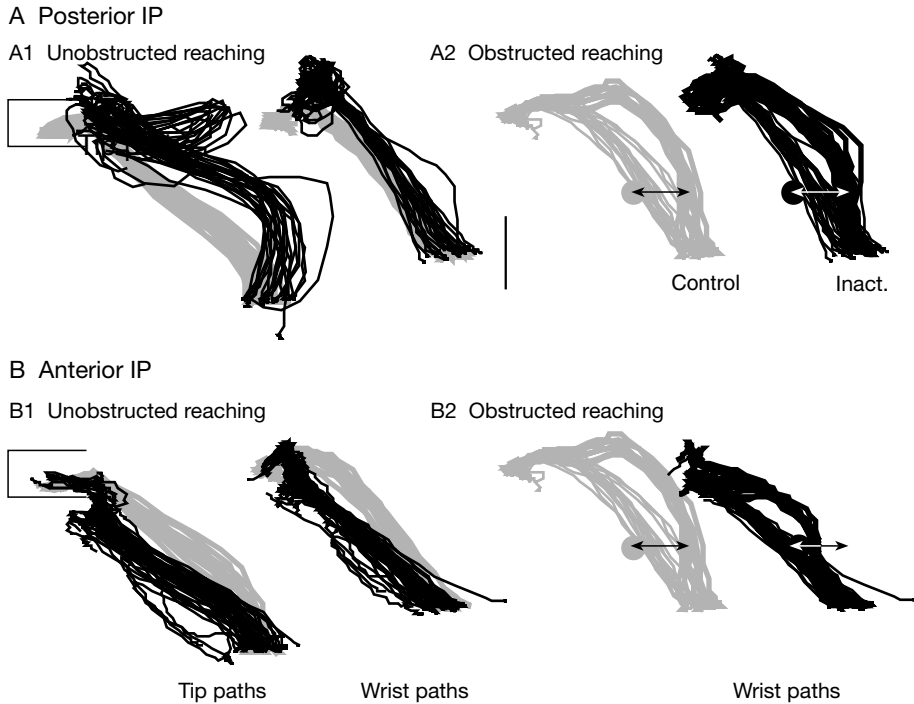 A Posterior IP
A1 Unobstructed reaching
A2 Obstructed reaching
Control
Inact.
B Anterior IP
B1 Unobstructed reaching
B2 Obstructed reaching
Tip paths
Wrist paths
Wrist paths